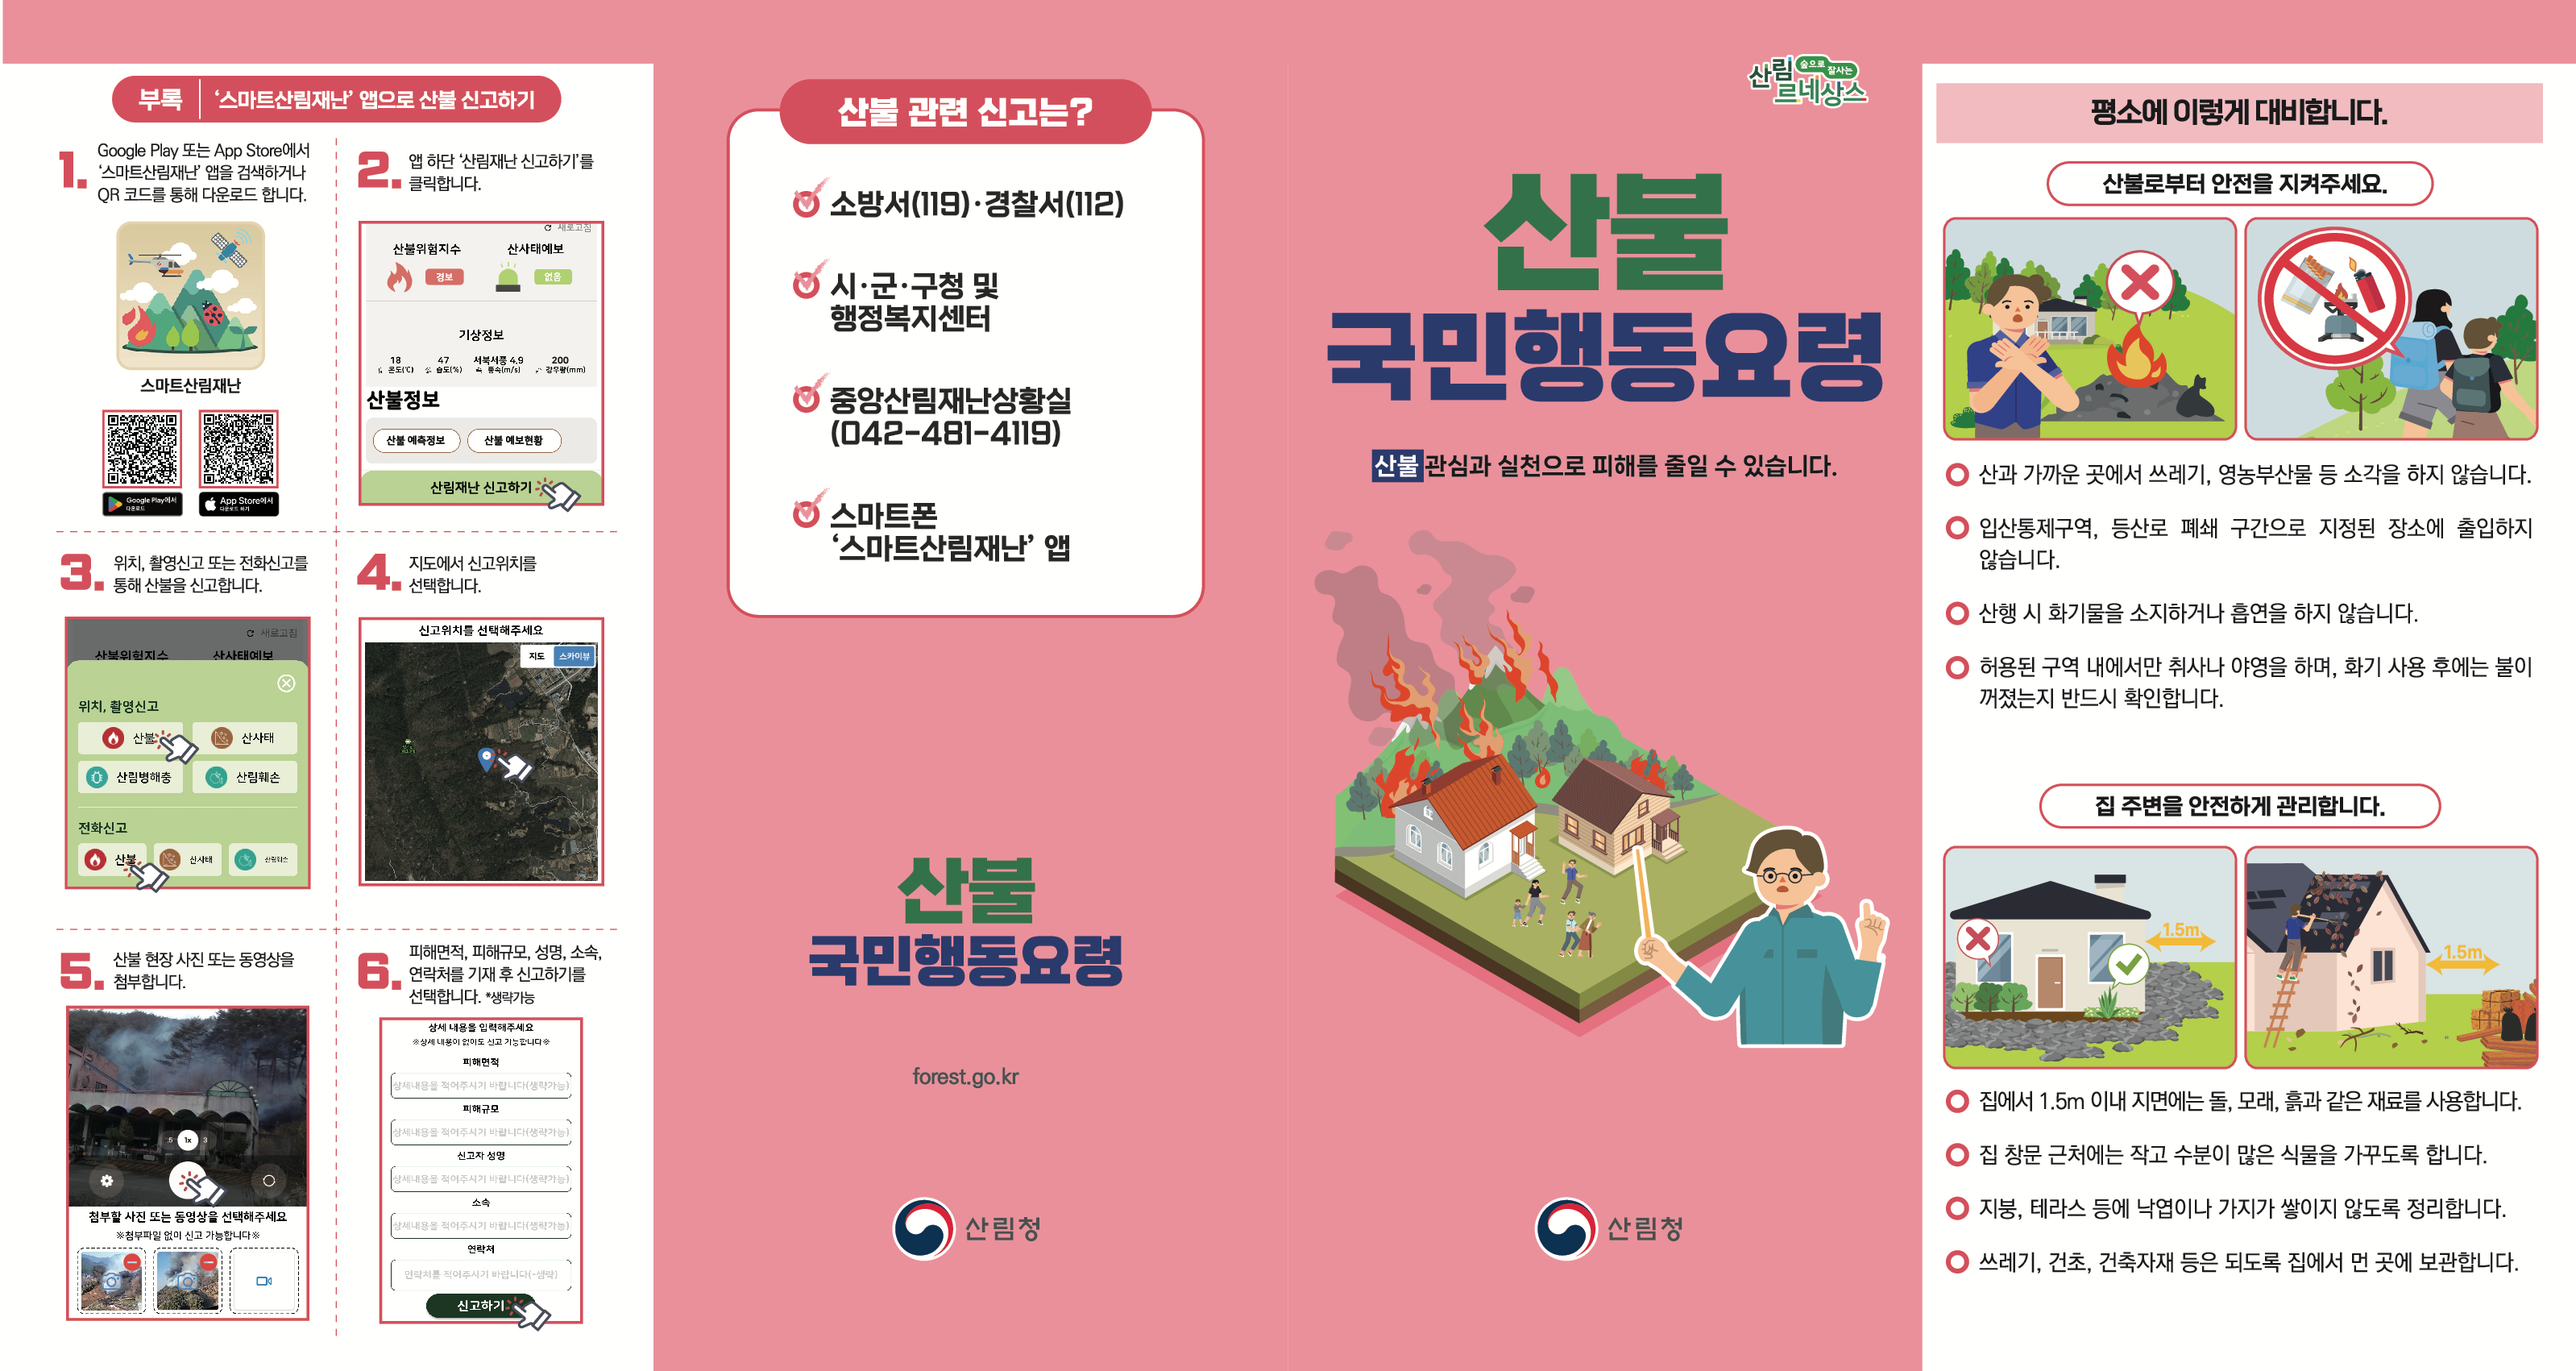 부록 '스마트산림재난' 앱으로 산불 신고하기
1.
Google Play 또는 App Store에서
'스마트산림재난' 앱을 검색하거나
QR 코드를 통해 다운로드 합니다.
스마트산림재난
Google Play에서
다운로드
App Store에서
다운로드 하기
2.
앱 하단 '산림재난 신고하기'를
클릭합니다.
새로고침
산불위험지수 산사태예보
경보 없음
기상정보
18 47 서북서풍 4.9 200
온도(℃) 습도(%) 풍속(m/s) 강우량(mm)
산불정보
산불 예측정보 산불 예보현황
산림재난 신고하기
3.
위치, 촬영신고 또는 전화신고를
통해 산불을 신고합니다.
새로고침
산불위험지수 산사태예보
위치, 촬영신고
산불 산사태
산림병해충 산림훼손
전화신고
산불 산사태 산림훼손
4.
지도에서 신고위치를
선택합니다.
신고위치를 선택해주세요
지도 스카이뷰
5.
산불 현장 사진 또는 동영상을
첨부합니다.
.5 1x 3
첨부할 사진 또는 동영상을 선택해주세요
※첨부파일 없이 신고 가능합니다※
6.
피해면적, 피해규모, 성명, 소속,
연락처를 기재 후 신고하기를
선택합니다. *생략가능
상세 내용을 입력해주세요
※상세 내용이 없이도 신고 가능합니다※
피해면적
상세내용을 적어주시기 바랍니다(생략가능)
피해규모
상세내용을 적어주시기 바랍니다(생략가능)
신고자 성명
상세내용을 적어주시기 바랍니다(생략가능)
소속
상세내용을 적어주시기 바랍니다(생략가능)
연락처
연락처를 적어주시기 바랍니다(-생략)
신고하기
산불 관련 신고는?
소방서(119)·경찰서(112)
시·군·구청 및
행정복지센터
중앙산림재난상황실
(042-481-4119)
스마트폰
'스마트산림재난' 앱
산불
국민행동요령
forest.go.kr
산림청
산림 숲으로 잘사는
르네상스
산불
국민행동요령
산불 관심과 실천으로 피해를 줄일 수 있습니다.
산림청
평소에 이렇게 대비합니다.
산불로부터 안전을 지켜주세요.
산과 가까운 곳에서 쓰레기, 영농부산물 등 소각을 하지 않습니다.
입산통제구역, 등산로 폐쇄 구간으로 지정된 장소에 출입하지
않습니다.
산행 시 화기물을 소지하거나 흡연을 하지 않습니다.
허용된 구역 내에서만 취사나 야영을 하며, 화기 사용 후에는 불이
꺼졌는지 반드시 확인합니다.
집 주변을 안전하게 관리합니다.
1.5m
1.5m
집에서 1.5m 이내 지면에는 돌, 모래, 흙과 같은 재료를 사용합니다.
집 창문 근처에는 작고 수분이 많은 식물을 가꾸도록 합니다.
지붕, 테라스 등에 낙엽이나 가지가 쌓이지 않도록 정리합니다.
쓰레기, 건초, 건축자재 등은 되도록 집에서 먼 곳에 보관합니다.